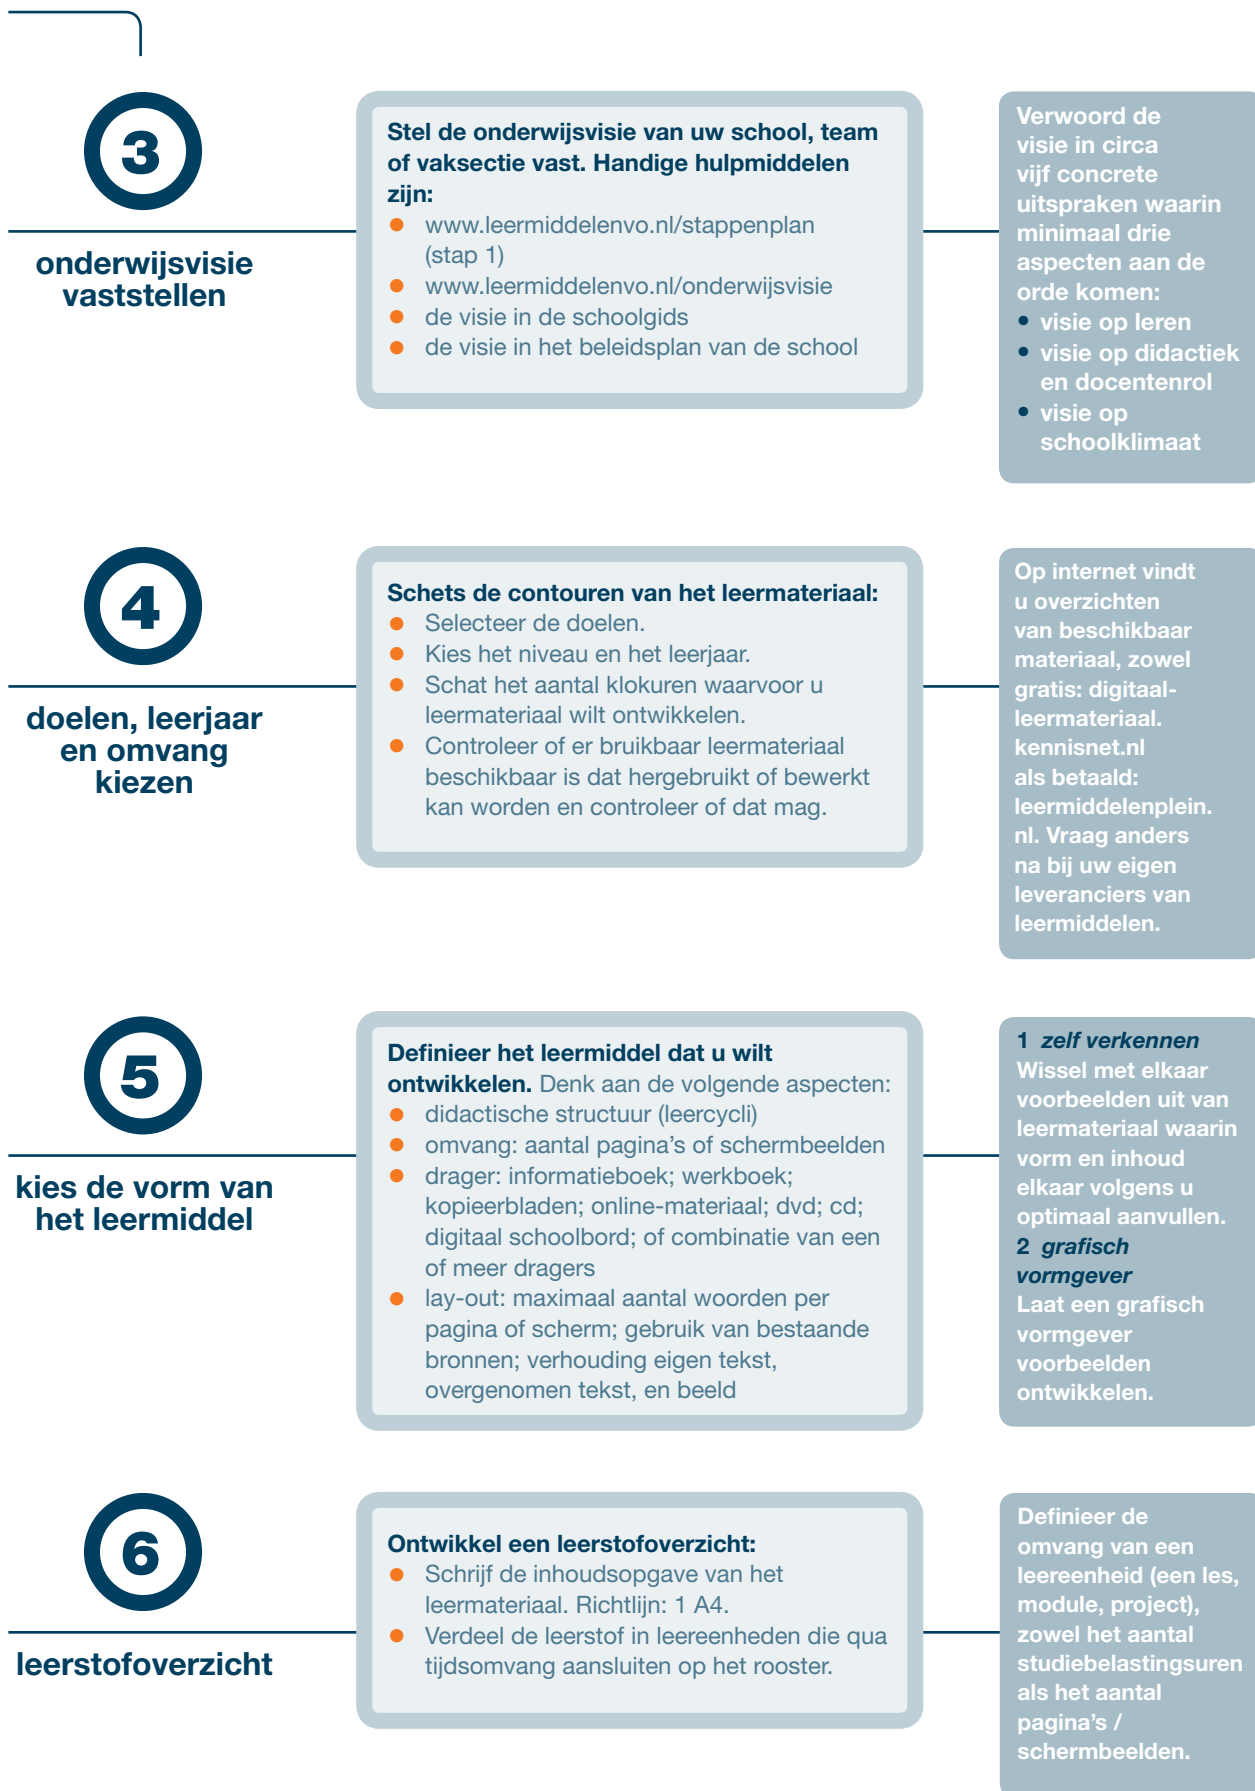 3
onderwijsvisie
vaststellen
Stel de onderwijsvisie van uw school, team
of vaksectie vast. Handige hulpmiddelen
zijn:
• www.leermiddelenvo.nl/stappenplan
(stap 1)
• www.leermiddelenvo.nl/onderwijsvisie
• de visie in de schoolgids
• de visie in het beleidsplan van de school
Verwoord de
visie in circa
vijf concrete
uitspraken waarin
minimaal drie
aspecten aan de
orde komen:
• visie op leren
• visie op didactiek
en docentenrol
• visie op
schoolklimaat
4
doelen, leerjaar
en omvang
kiezen
Schets de contouren van het leermateriaal:
• Selecteer de doelen.
• Kies het niveau en het leerjaar.
• Schat het aantal klokuren waarvoor u
leermateriaal wilt ontwikkelen.
• Controleer of er bruikbaar leermateriaal
beschikbaar is dat hergebruikt of bewerkt
kan worden en controleer of dat mag.
Op internet vindt
u overzichten
van beschikbaar
materiaal, zowel
gratis: digitaal-
leermateriaal.
kennisnet.nl
als betaald:
leermiddelenplein.
nl. Vraag anders
na bij uw eigen
leveranciers van
leermiddelen.
5
kies de vorm van
het leermiddel
Definieer het leermiddel dat u wilt
ontwikkelen. Denk aan de volgende aspecten:
• didactische structuur (leercycli)
• omvang: aantal pagina's of schermbeelden
• drager: informatieboek; werkboek;
kopieerbladen; online-materiaal; dvd; cd;
digitaal schoolbord; of combinatie van een
of meer dragers
• lay-out: maximaal aantal woorden per
pagina of scherm; gebruik van bestaande
bronnen; verhouding eigen tekst,
overgenomen tekst, en beeld
1 zelf verkennen
Wissel met elkaar
voorbeelden uit van
leermateriaal waarin
vorm en inhoud
elkaar volgens u
optimaal aanvullen.
2 grafisch
vormgever
Laat een grafisch
vormgever
voorbeelden
ontwikkelen.
6
leerstofoverzicht
Ontwikkel een leerstofoverzicht:
• Schrijf de inhoudsopgave van het
leermateriaal. Richtlijn: 1 A4.
• Verdeel de leerstof in leereenheden die qua
tijdsomvang aansluiten op het rooster.
Definieer de
omvang van een
leereenheid (een les,
module, project),
zowel het aantal
studiebelastingsuren
als het aantal
pagina's /
schermbeelden.